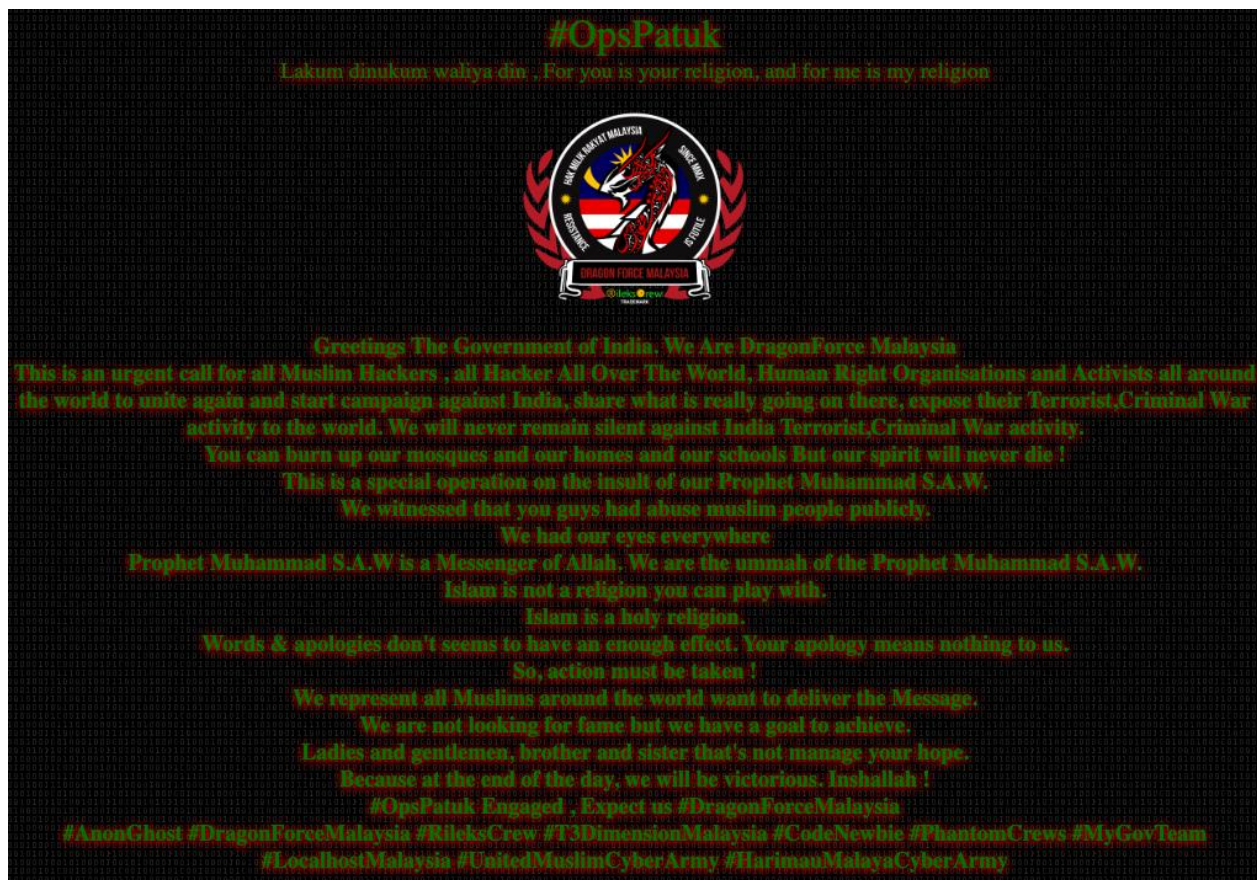 #OpsPatuk
Lakum dinukum waliya din , For you is your religion, and for me is my religion
HAK MILIK RAKYAT MALAYSIA
SINCE MMX
RESISTANCE
IS FUTILE
DRAGON FORCE MALAYSIA
RileksCrew
TRADEMARK
Greetings The Government of India. We Are DragonForce Malaysia
This is an urgent call for all Muslim Hackers , all Hacker All Over The World, Human Right Organisations and Activists all around
the world to unite again and start campaign against India, share what is really going on there, expose their Terrorist,Criminal War
activity to the world. We will never remain silent against India Terrorist,Criminal War activity.
You can burn up our mosques and our homes and our schools But our spirit will never die !
This is a special operation on the insult of our Prophet Muhammad S.A.W.
We witnessed that you guys had abuse muslim people publicly.
We had our eyes everywhere
Prophet Muhammad S.A.W is a Messenger of Allah. We are the ummah of the Prophet Muhammad S.A.W.
Islam is not a religion you can play with.
Islam is a holy religion.
Words & apologies don't seems to have an enough effect. Your apology means nothing to us.
So, action must be taken !
We represent all Muslims around the world want to deliver the Message.
We are not looking for fame but we have a goal to achieve.
Ladies and gentlemen, brother and sister that's not manage your hope.
Because at the end of the day, we will be victorious. Inshallah !
#OpsPatuk Engaged , Expect us #DragonForceMalaysia
#AnonGhost #DragonForceMalaysia #RileksCrew #T3DimensionMalaysia #CodeNewbie #PhantomCrews #MyGovTeam
#LocalhostMalaysia #UnitedMuslimCyberArmy #HarimauMalayaCyberArmy